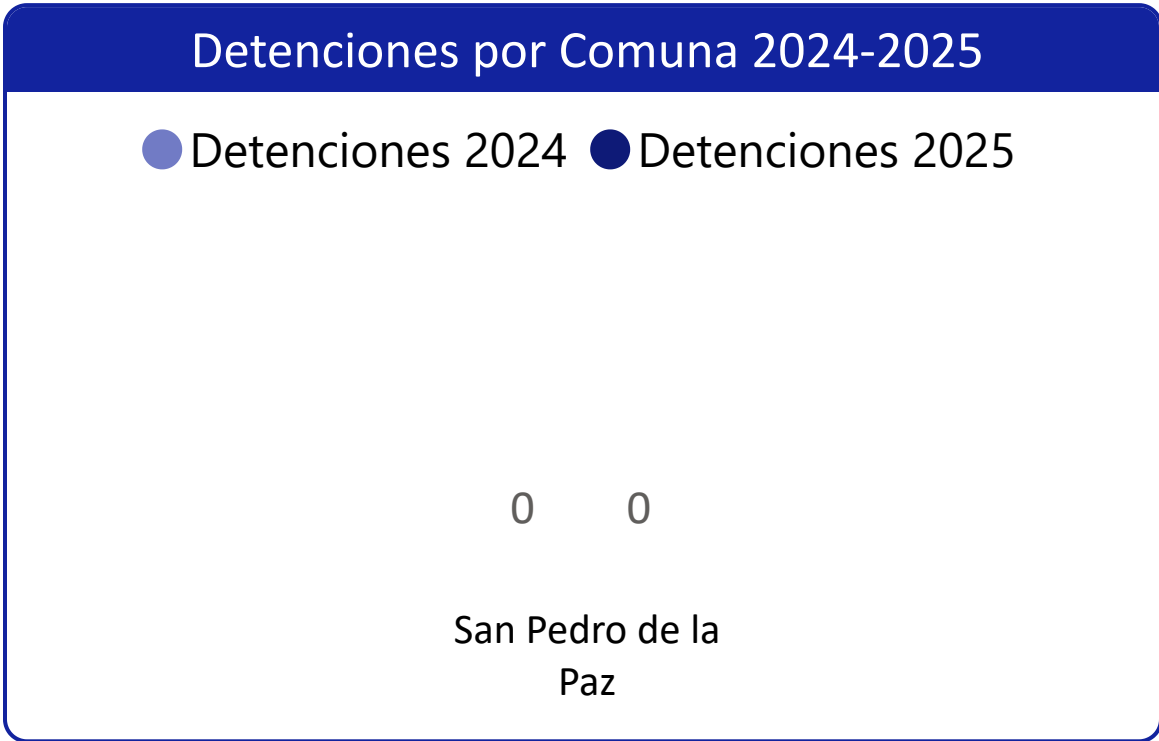 Detenciones por Comuna 2024-2025
Detenciones 2024 Detenciones 2025
0 0
San Pedro de la
Paz